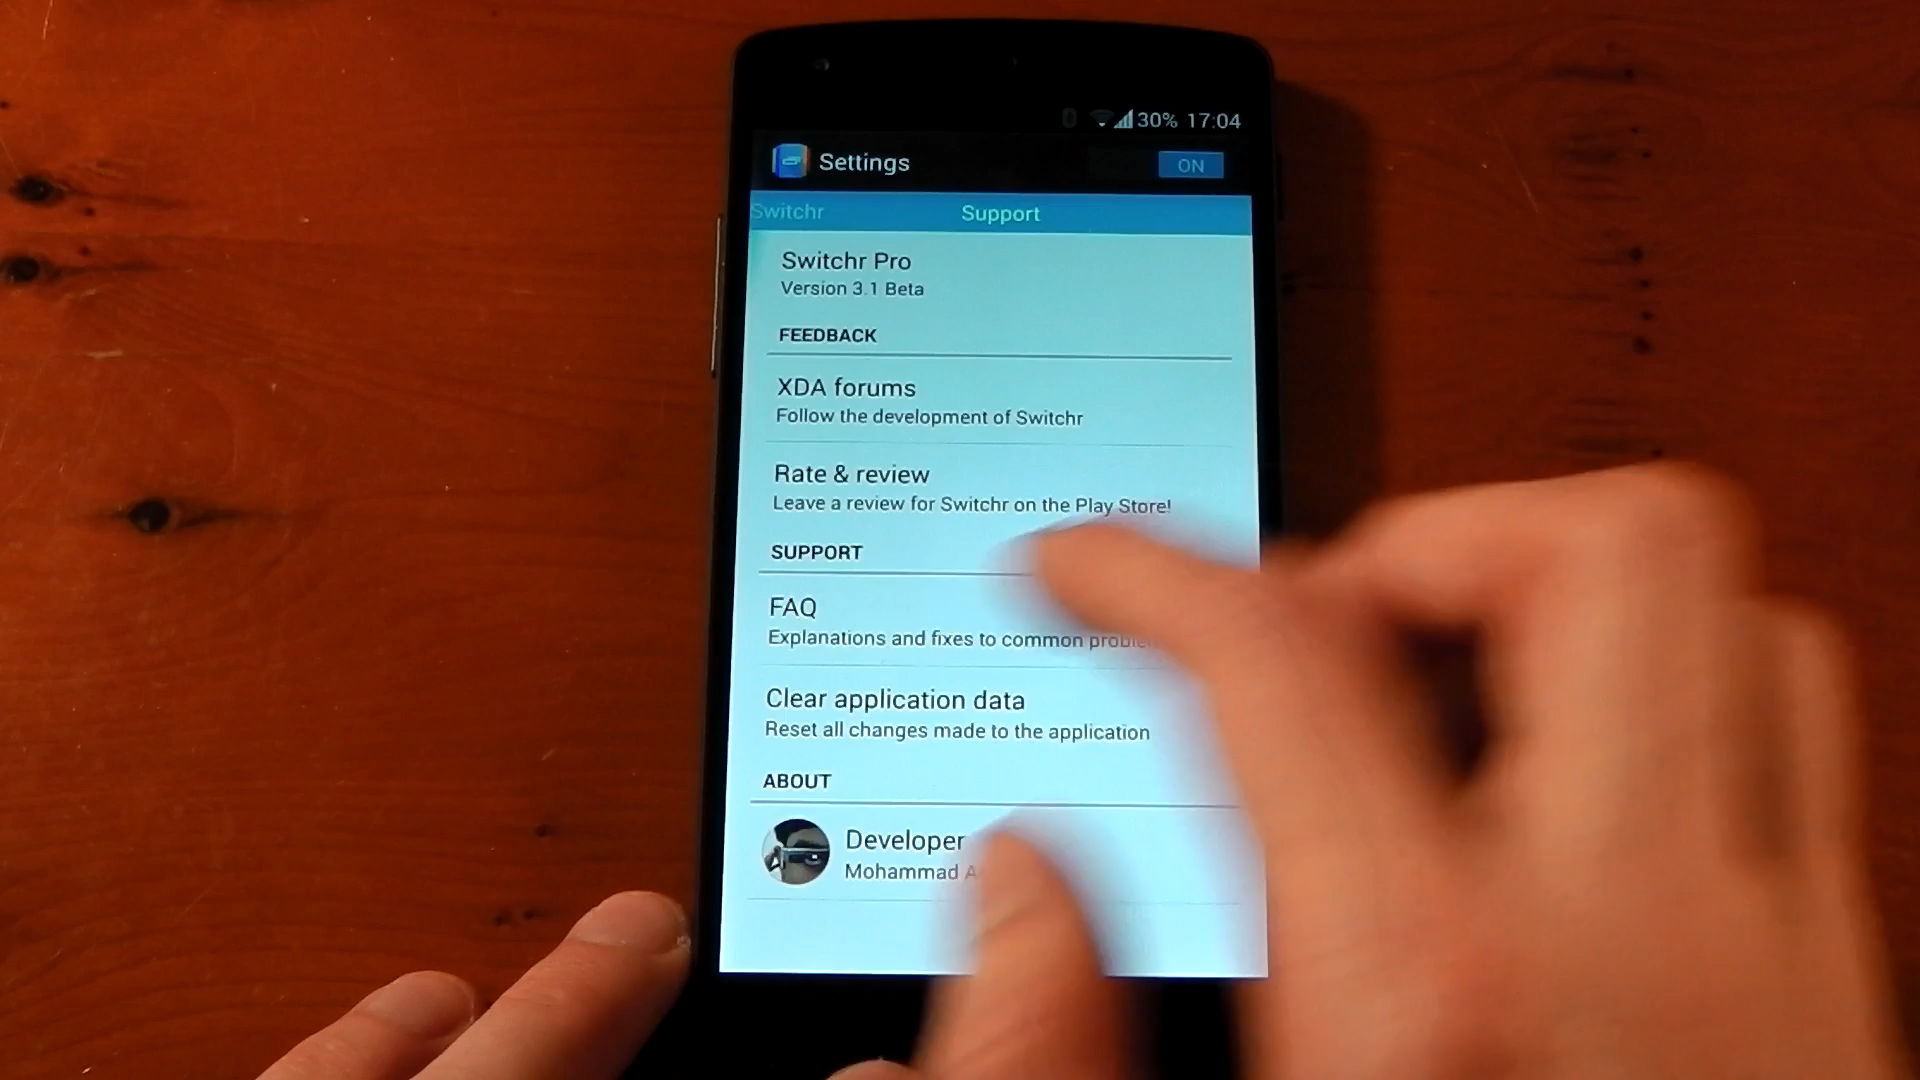 30% 17:04
Settings ON
Switchr Support
Switchr Pro
Version 3.1 Beta
FEEDBACK
XDA forums
Follow the development of Switchr
Rate & review
Leave a review for Switchr on the Play Store!
SUPPORT
FAQ
Explanations and fixes to common
Clear application data
Reset all changes made to the application
ABOUT
Developer
Mohammad